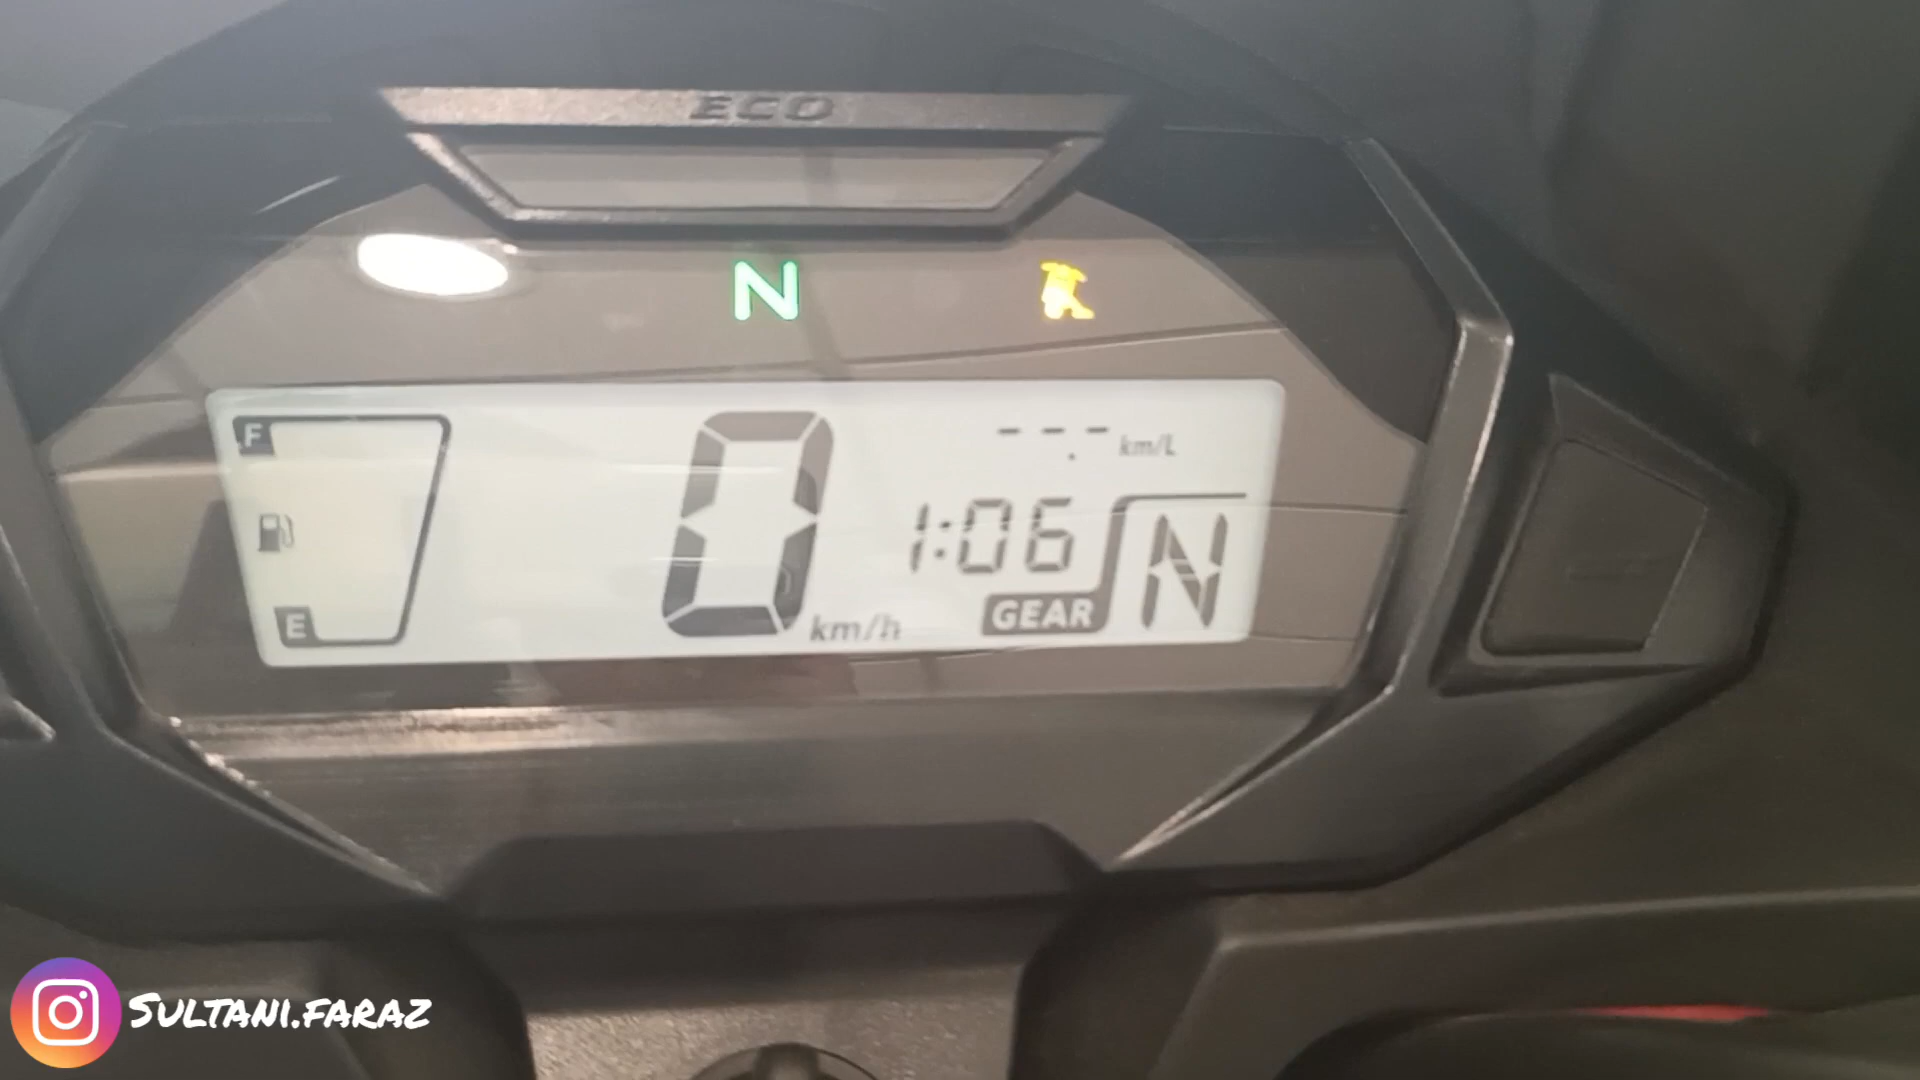 ECO
N
F
0
km/h
- - -.
km/L
1:06
GEAR
N
E
SULTANI.FARAZ